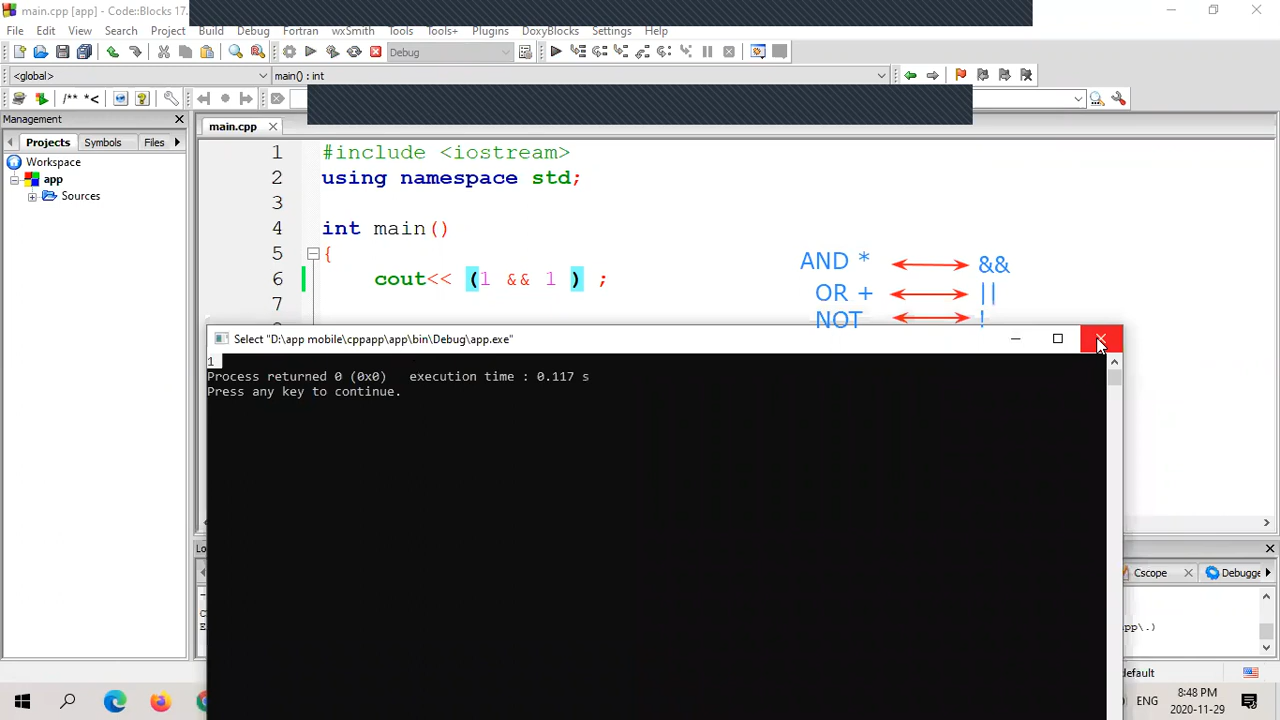 main.cpp [app] - Code::Blocks 17.
File Edit View Search Project Build Debug Fortran wxSmith Tools Tools+ Plugins DoxyBlocks Settings Help
Debug
<global> main() : int
/** *<
Management
main.cpp
Projects Symbols Files
Workspace
app
Sources
1 #include <iostream>
2 using namespace std;
3
4 int main()
5 {
6 cout<< (1 && 1 ) ;
7
AND * &&
OR + ||
NOT !
Select "D:\app mobile\cppapp\app\bin\Debug\app.exe"
1
Process returned 0 (0x0) execution time : 0.117 s
Press any key to continue.
Cscope Debugge
pp\.)
default
ENG
8:48 PM
2020-11-29